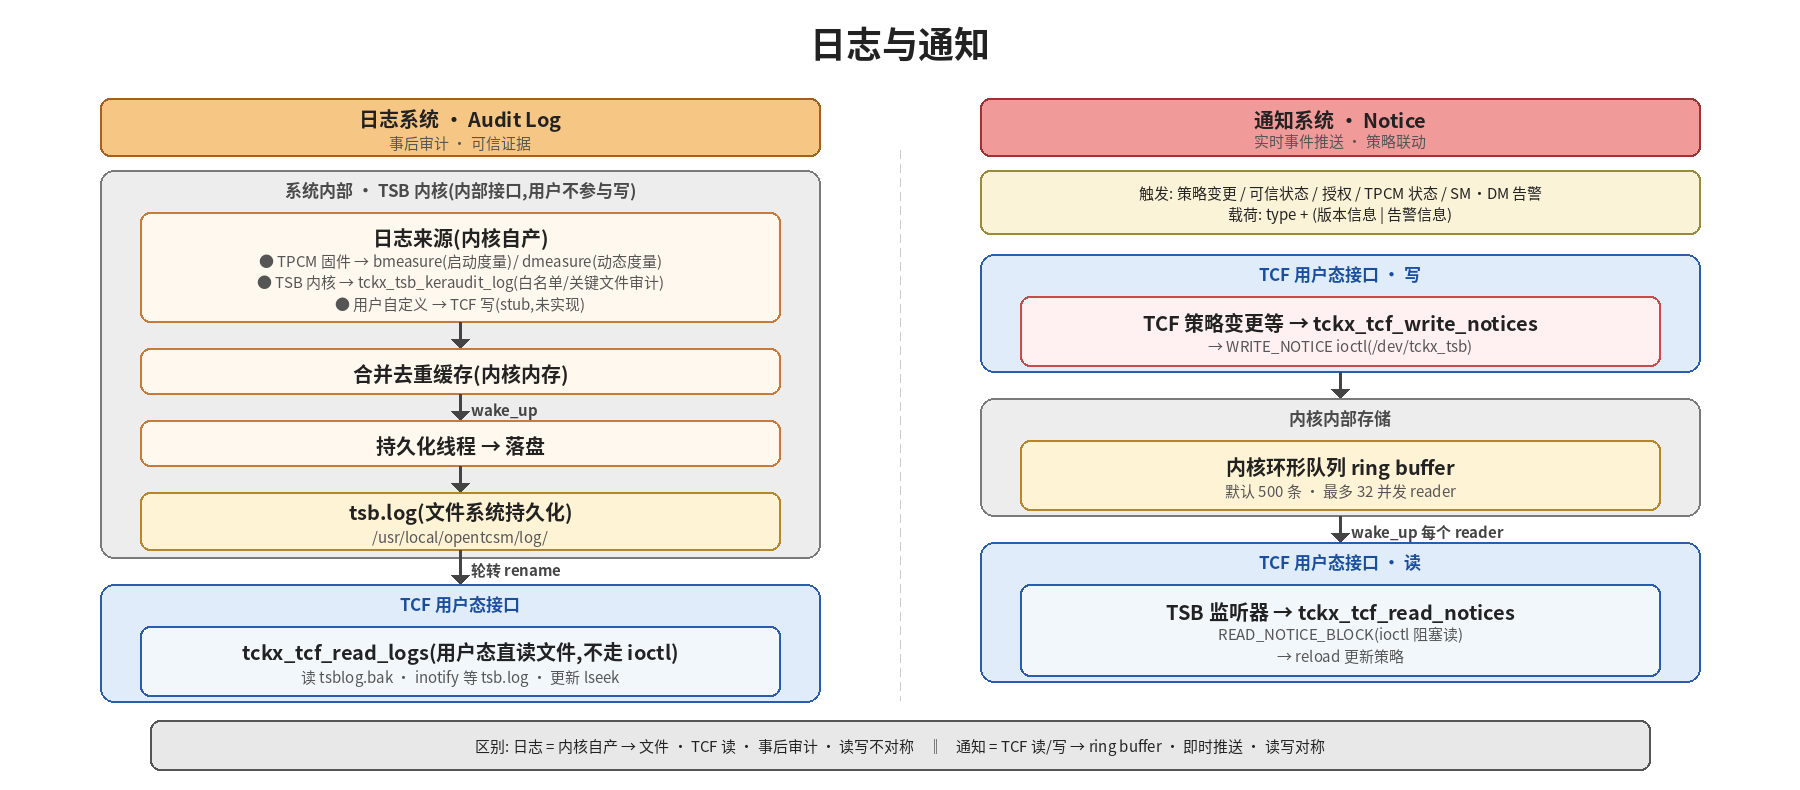 日志与通知
日志系统 · Audit Log
事后审计 · 可信证据
系统内部 · TSB 内核(内部接口,用户不参与写)
日志来源(内核自产)
● TPCM 固件 → bmeasure(启动度量)/ dmeasure(动态度量)
● TSB 内核 → tckx_tsb_keraudit_log(白名单/关键文件审计)
● 用户自定义 → TCF 写(stub,未实现)
合并去重缓存(内核内存)
wake_up
持久化线程 → 落盘
tsb.log(文件系统持久化)
/usr/local/opentcsm/log/
轮转 rename
TCF 用户态接口
tckx_tcf_read_logs(用户态直读文件,不走 ioctl)
读 tsblog.bak · inotify 等 tsb.log · 更新 lseek
通知系统 · Notice
实时事件推送 · 策略联动
触发: 策略变更 / 可信状态 / 授权 / TPCM 状态 / SM · DM 告警
载荷: type + (版本信息 | 告警信息)
TCF 用户态接口 · 写
TCF 策略变更等 → tckx_tcf_write_notices
→ WRITE_NOTICE ioctl(/dev/tckx_tsb)
内核内部存储
内核环形队列 ring buffer
默认 500 条 · 最多 32 并发 reader
wake_up 每个 reader
TCF 用户态接口 · 读
TSB 监听器 → tckx_tcf_read_notices
READ_NOTICE_BLOCK(ioctl 阻塞读)
→ reload 更新策略
区别: 日志 = 内核自产 → 文件 · TCF 读 · 事后审计 · 读写不对称 ‖ 通知 = TCF 读/写 → ring buffer · 即时推送 · 读写对称